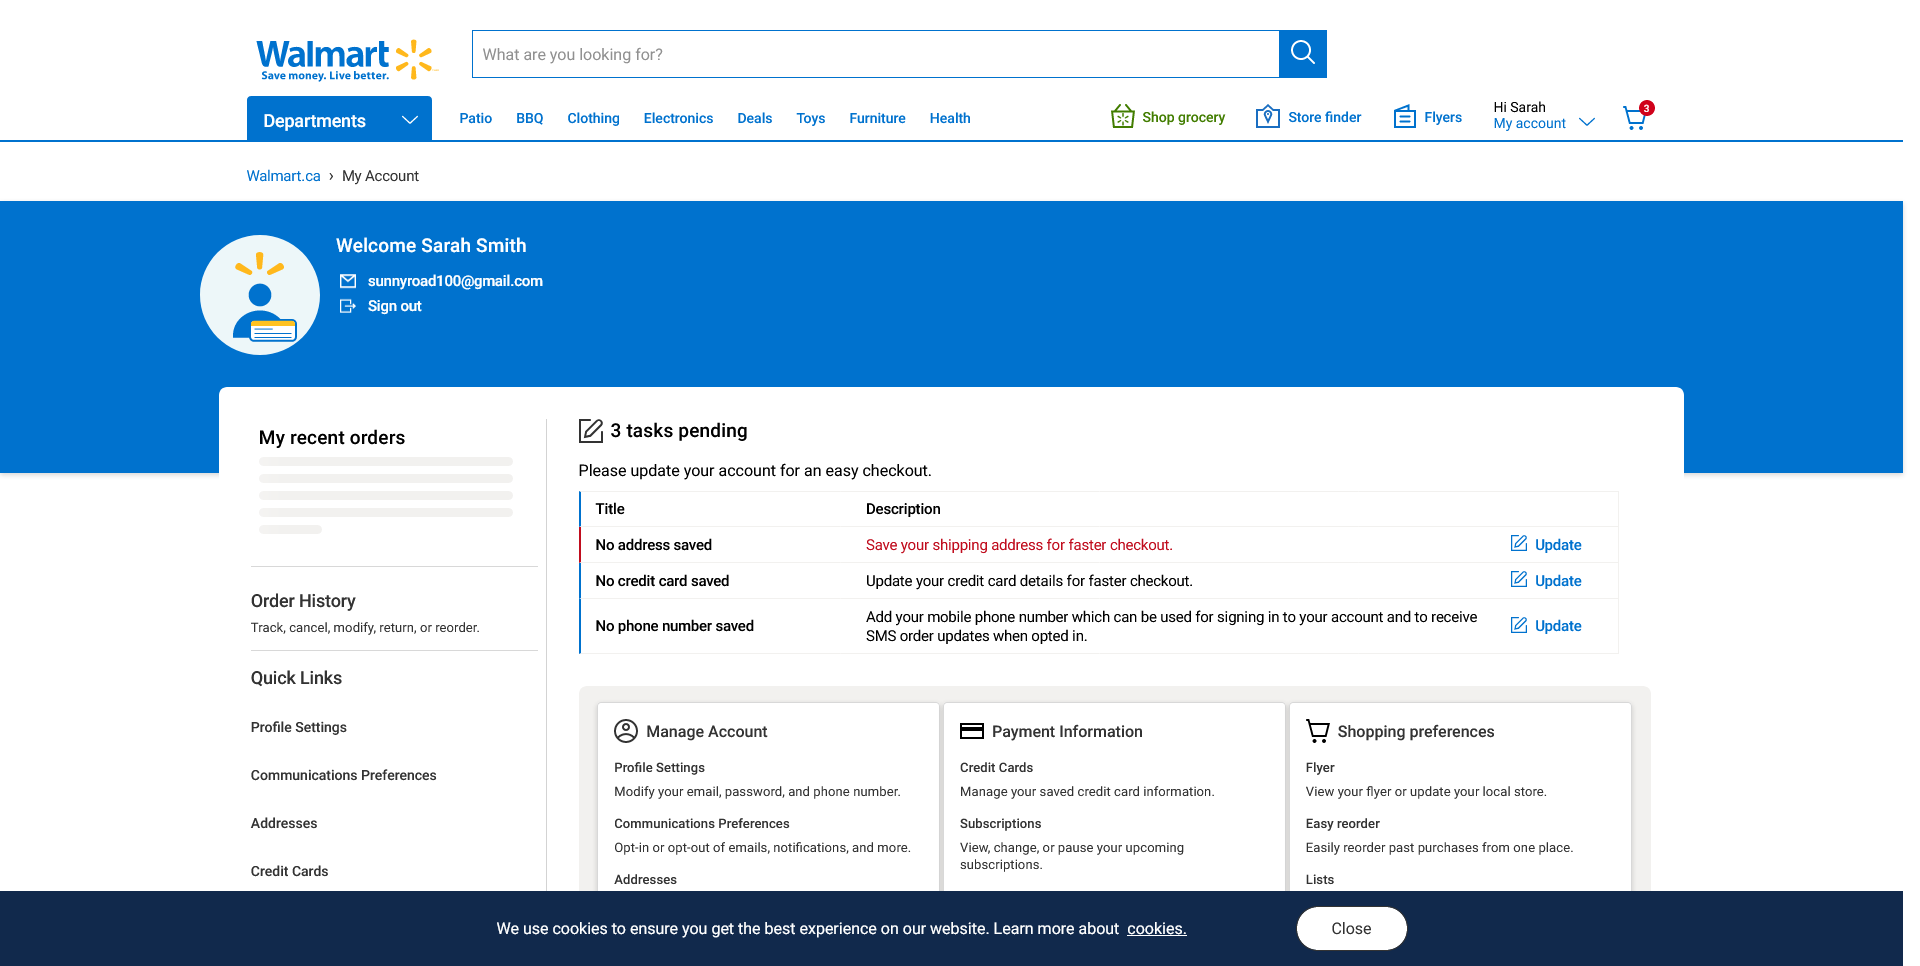 Walmart
Save money. Live better.
What are you looking for?
Departments
Patio
BBQ
Clothing
Electronics
Deals
Toys
Furniture
Health
Shop grocery
Store finder
Flyers
Hi Sarah
My account
3
Walmart.ca › My Account
Welcome Sarah Smith
sunnyroad100@gmail.com
Sign out
My recent orders
Order History
Track, cancel, modify, return, or reorder.
Quick Links
Profile Settings
Communications Preferences
Addresses
Credit Cards
3 tasks pending
Please update your account for an easy checkout.
Title
Description
No address saved
Save your shipping address for faster checkout.
Update
No credit card saved
Update your credit card details for faster checkout.
Update
No phone number saved
Add your mobile phone number which can be used for signing in to your account and to receive
SMS order updates when opted in.
Update
Manage Account
Profile Settings
Modify your email, password, and phone number.
Communications Preferences
Opt-in or opt-out of emails, notifications, and more.
Addresses
Payment Information
Credit Cards
Manage your saved credit card information.
Subscriptions
View, change, or pause your upcoming
subscriptions.
Shopping preferences
Flyer
View your flyer or update your local store.
Easy reorder
Easily reorder past purchases from one place.
Lists
We use cookies to ensure you get the best experience on our website. Learn more about cookies.
Close